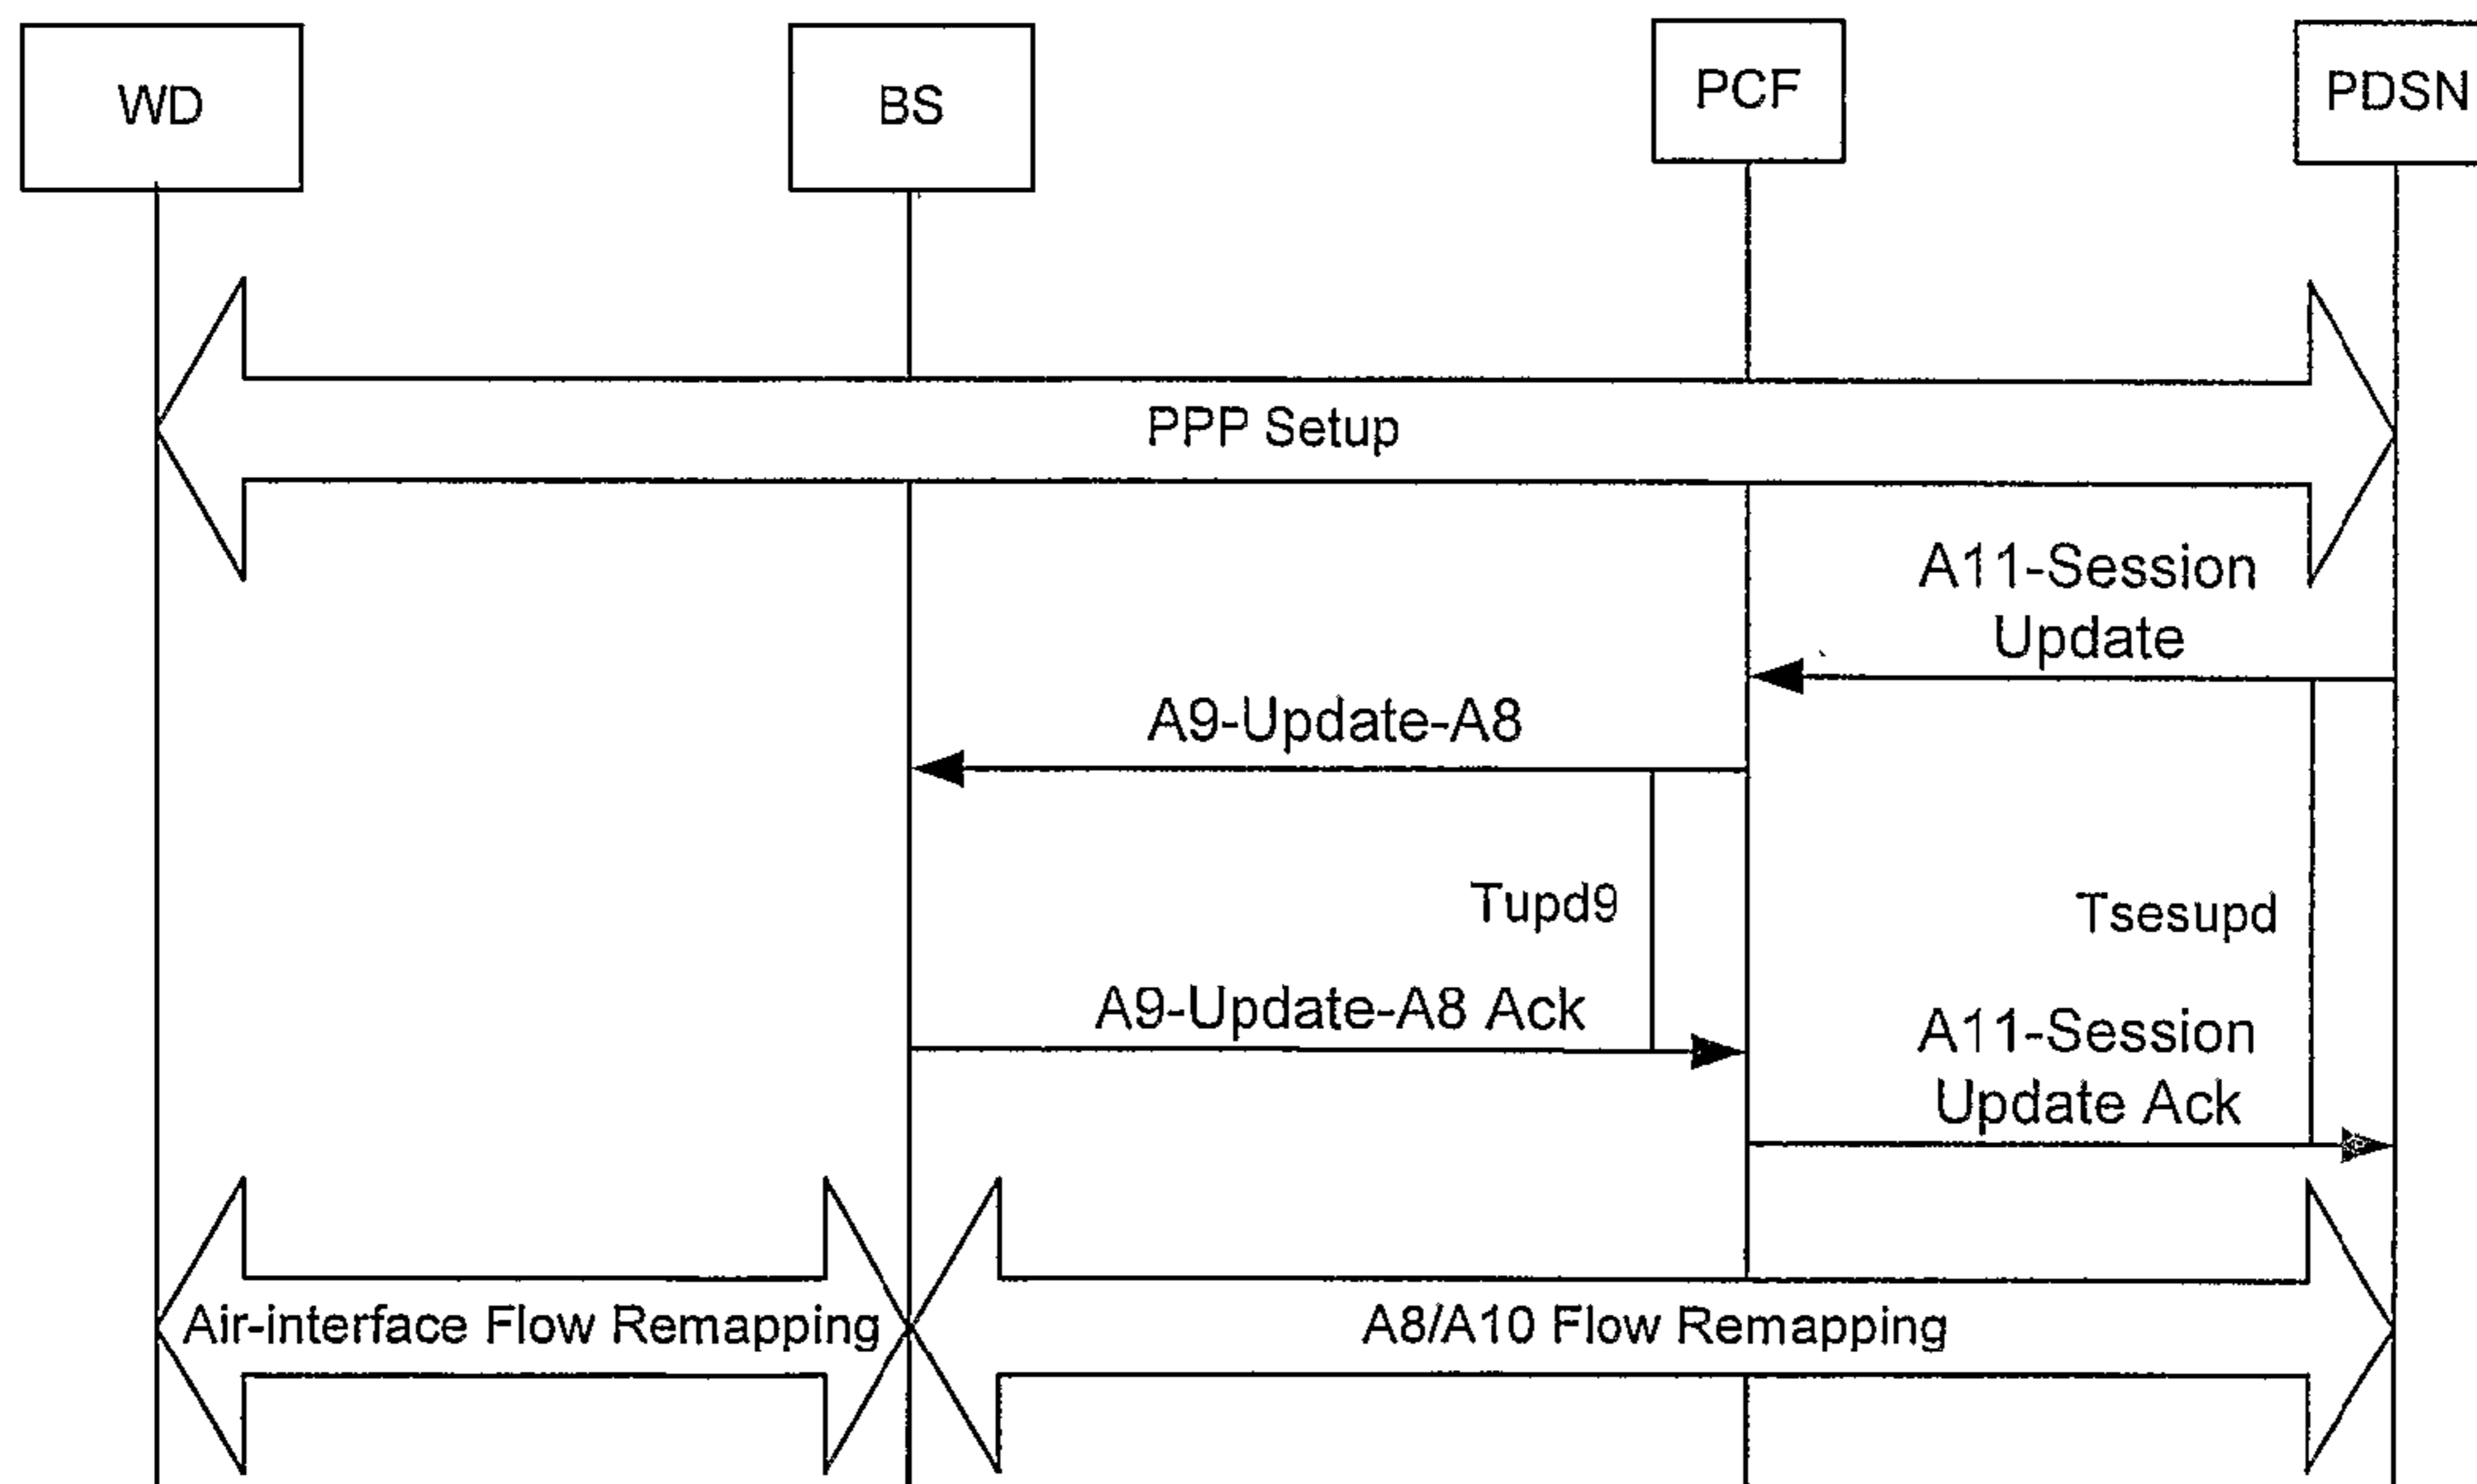 WD
BS
PCF
PDSN
PPP Setup
A11-Session
Update
A9-Update-A8
Tupd9
Tsesupd
A9-Update-A8 Ack
A11-Session
Update Ack
Air-interface Flow Remapping
A8/A10 Flow Remapping